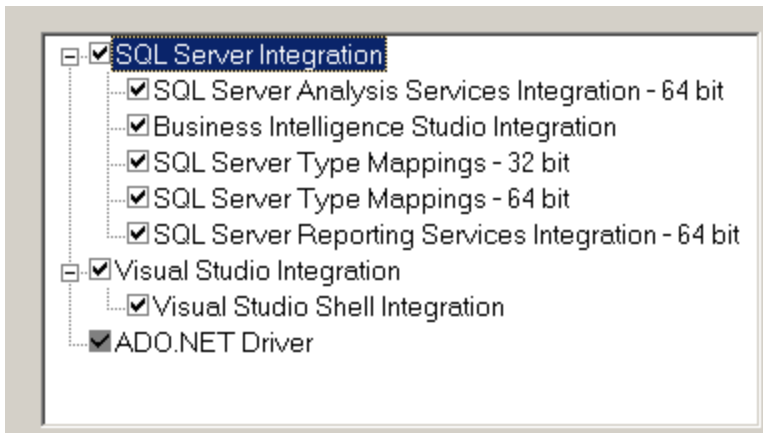 SQL Server Integration
SQL Server Analysis Services Integration - 64 bit
Business Intelligence Studio Integration
SQL Server Type Mappings - 32 bit
SQL Server Type Mappings - 64 bit
SQL Server Reporting Services Integration - 64 bit
Visual Studio Integration
Visual Studio Shell Integration
ADO.NET Driver